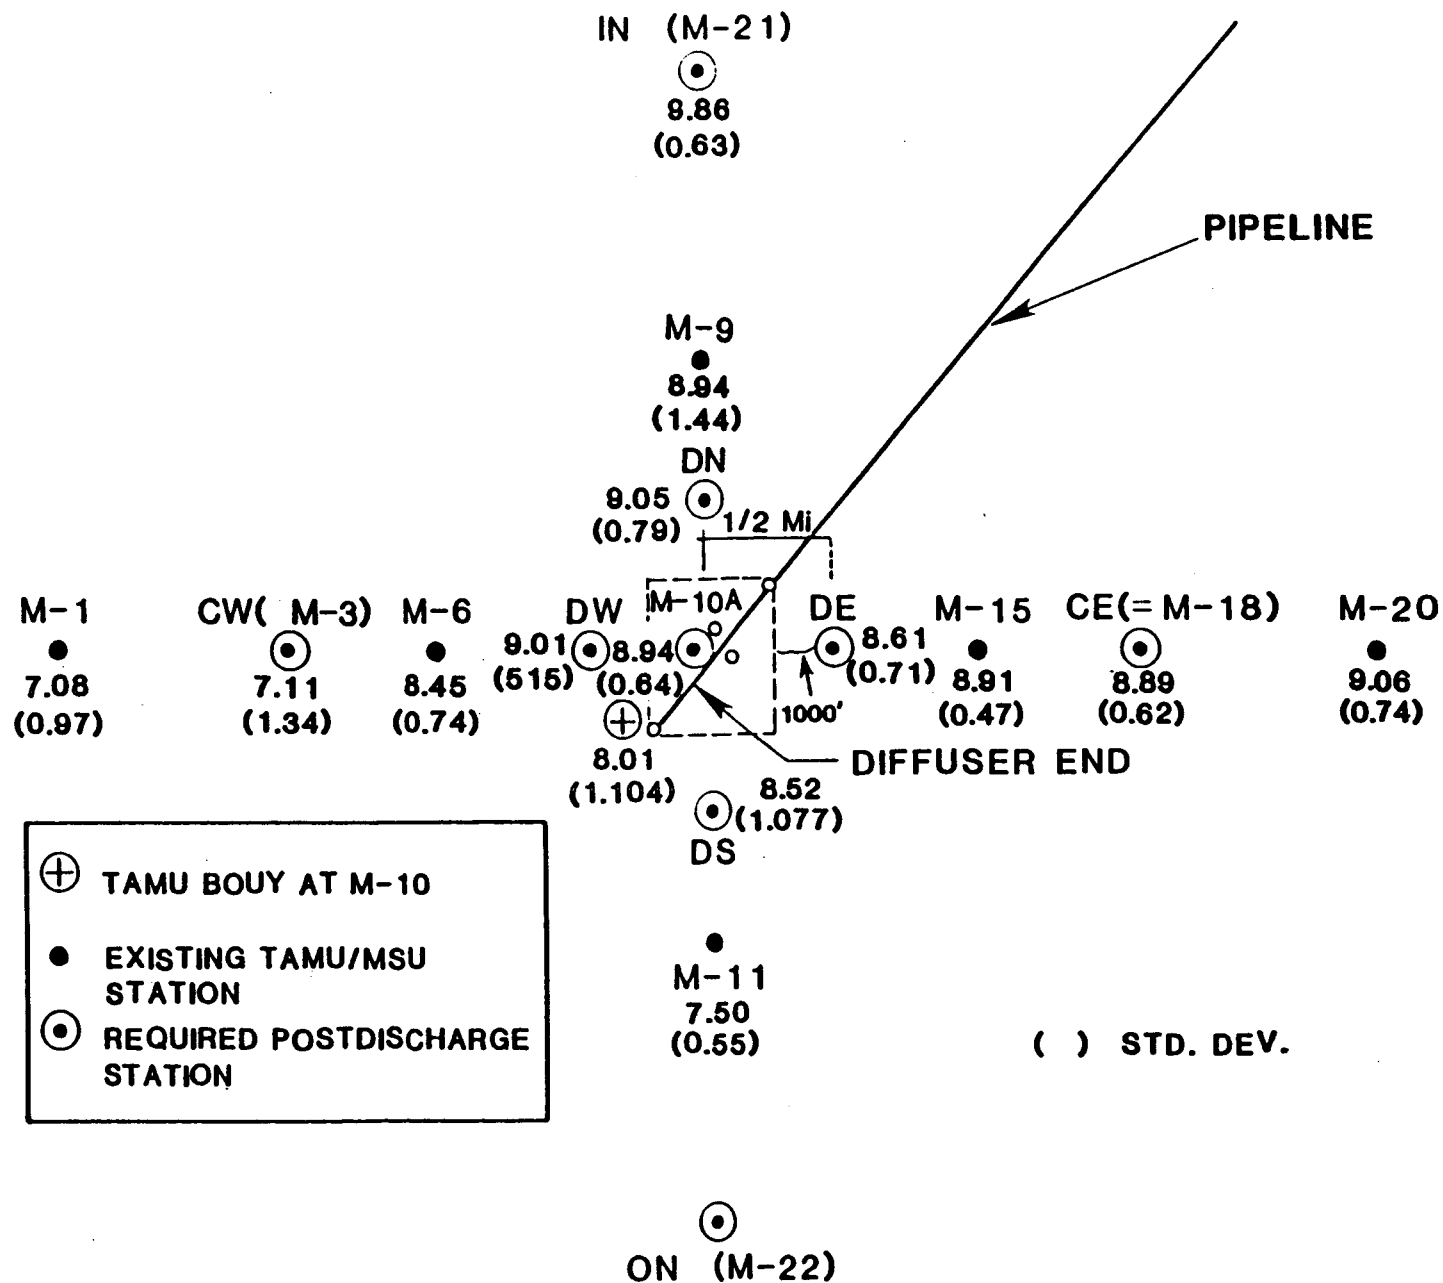 IN (M-21)
9.86
(0.63)
PIPELINE
M-9
8.94
(1.44)
DN
9.05
(0.79)
1/2 Mi
M-1
7.08
(0.97)
CW( M-3)
7.11
(1.34)
M-6
8.45
(0.74)
DW
9.01
(515)
M-10A
8.94
(0.64)
DE
8.61
(0.71)
1000'
M-15
8.91
(0.47)
CE(= M-18)
8.89
(0.62)
M-20
9.06
(0.74)
8.01
(1.104)
DIFFUSER END
8.52
(1.077)
DS
TAMU BOUY AT M-10
EXISTING TAMU/MSU
STATION
REQUIRED POSTDISCHARGE
STATION
M-11
7.50
(0.55)
( ) STD. DEV.
ON (M-22)